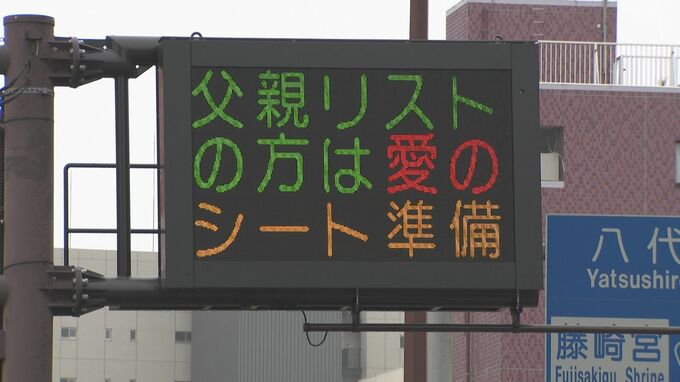 父親リスト
の方は愛の
シート準備
八代
Yatsushiro
藤崎宮
Fujisakigu Shrine